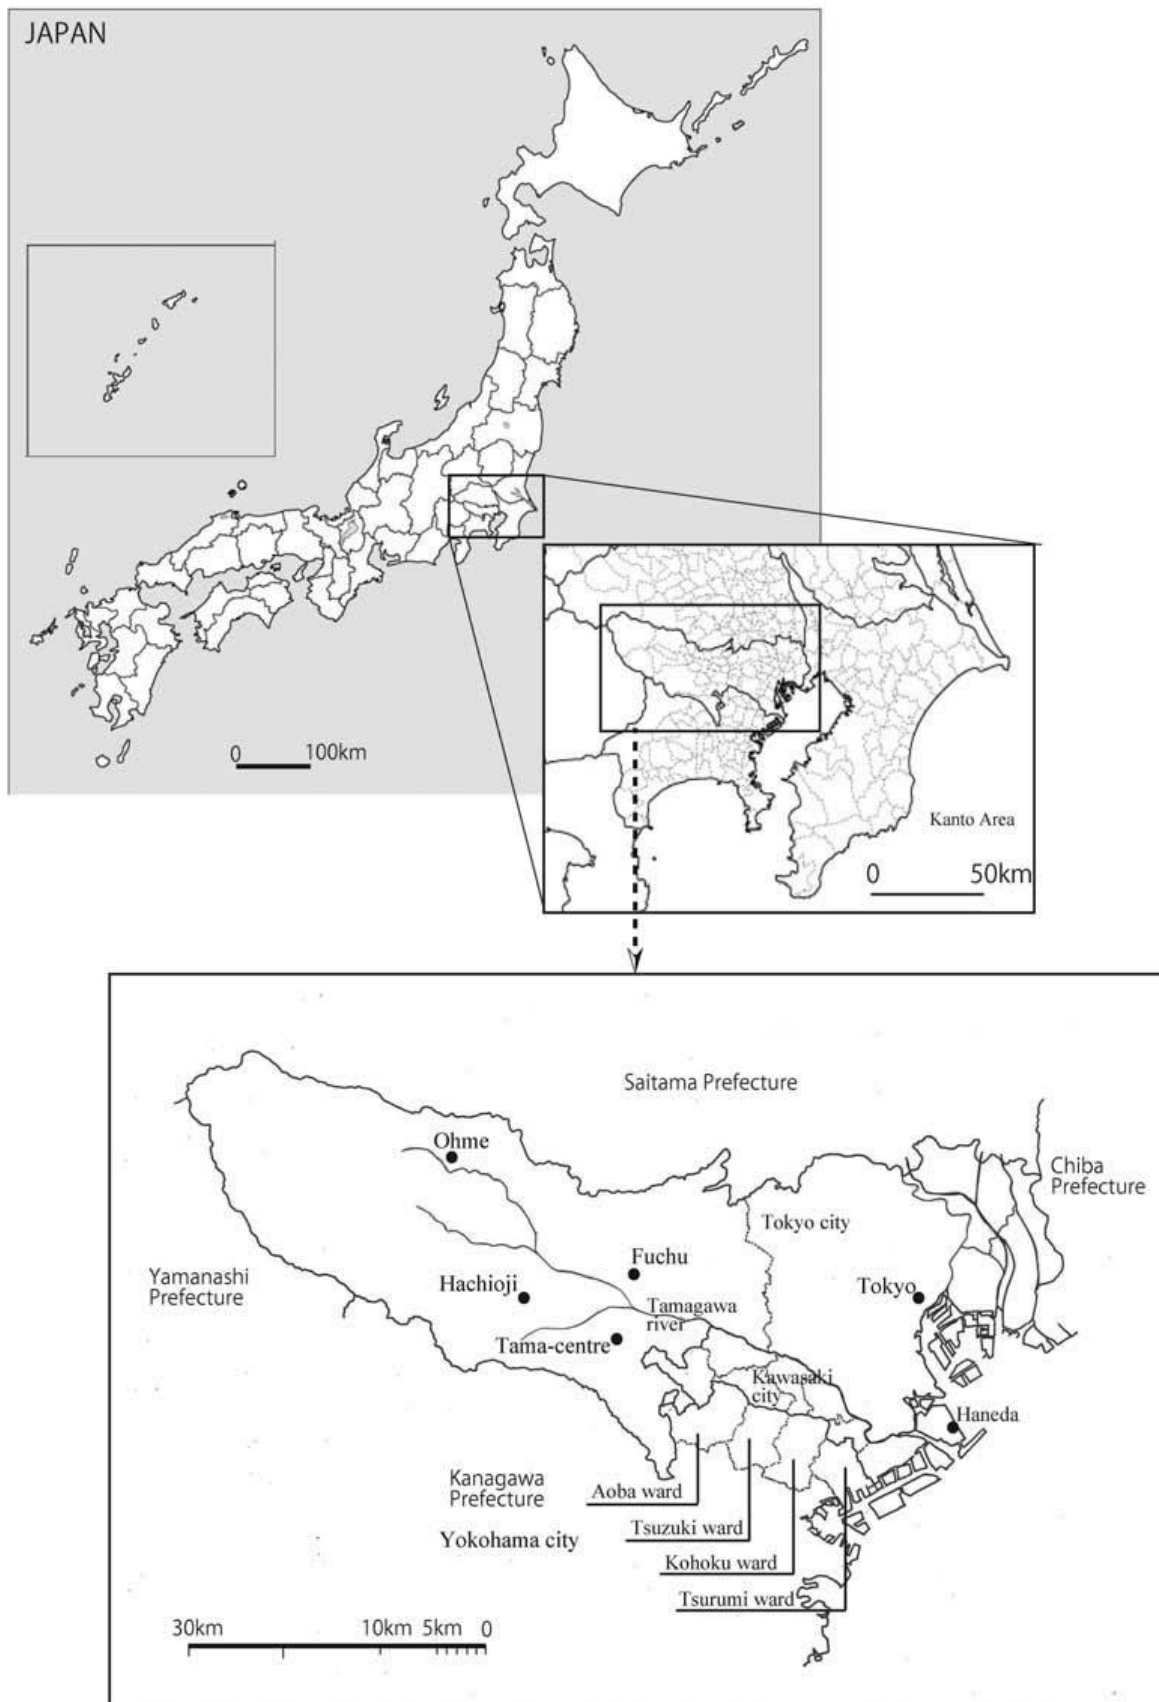 JAPAN
0 100km
Kanto Area
0 50km
Saitama Prefecture
Ohme
Chiba
Prefecture
Tokyo city
Fuchu
Yamanashi
Prefecture
Hachioji
Tokyo
Tamagawa
river
Tama-centre
Kawasaki
city
Haneda
Kanagawa
Prefecture
Aoba ward
Yokohama city
Tsuzuki ward
Kohoku ward
Tsurumi ward
30km 10km 5km 0